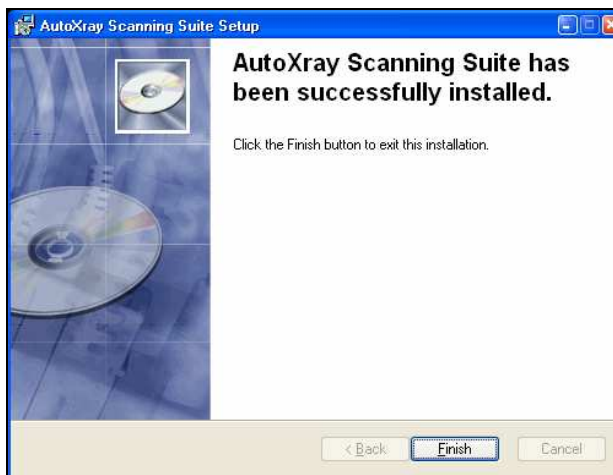 AutoXray Scanning Suite Setup
AutoXray Scanning Suite has
been successfully installed.
Click the Finish button to exit this installation.
< Back
Finish
Cancel